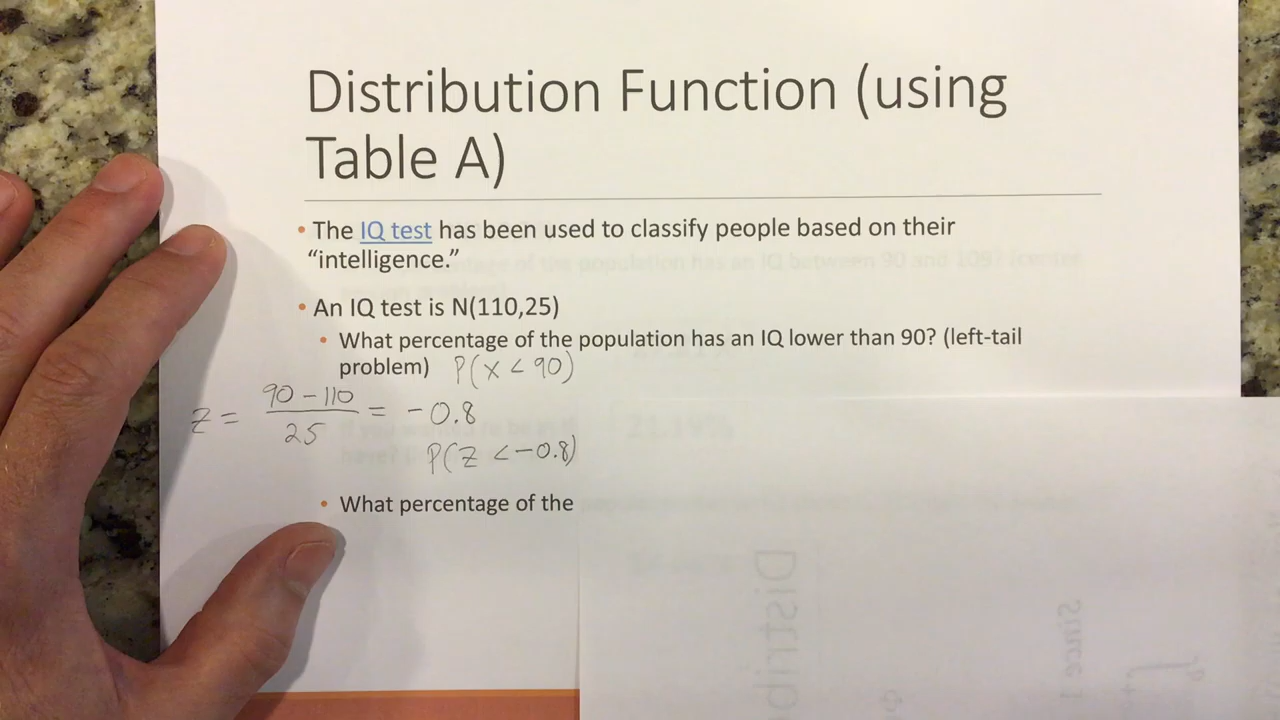 Distribution Function (using
Table A)
• The IQ test has been used to classify people based on their
“intelligence.”
• An IQ test is N(110,25)
• What percentage of the population has an IQ lower than 90? (left-tail
problem) P(x < 90)
z = 90 - 110 / 25 = -0.8
P(Z < -0.8)
• What percentage of the